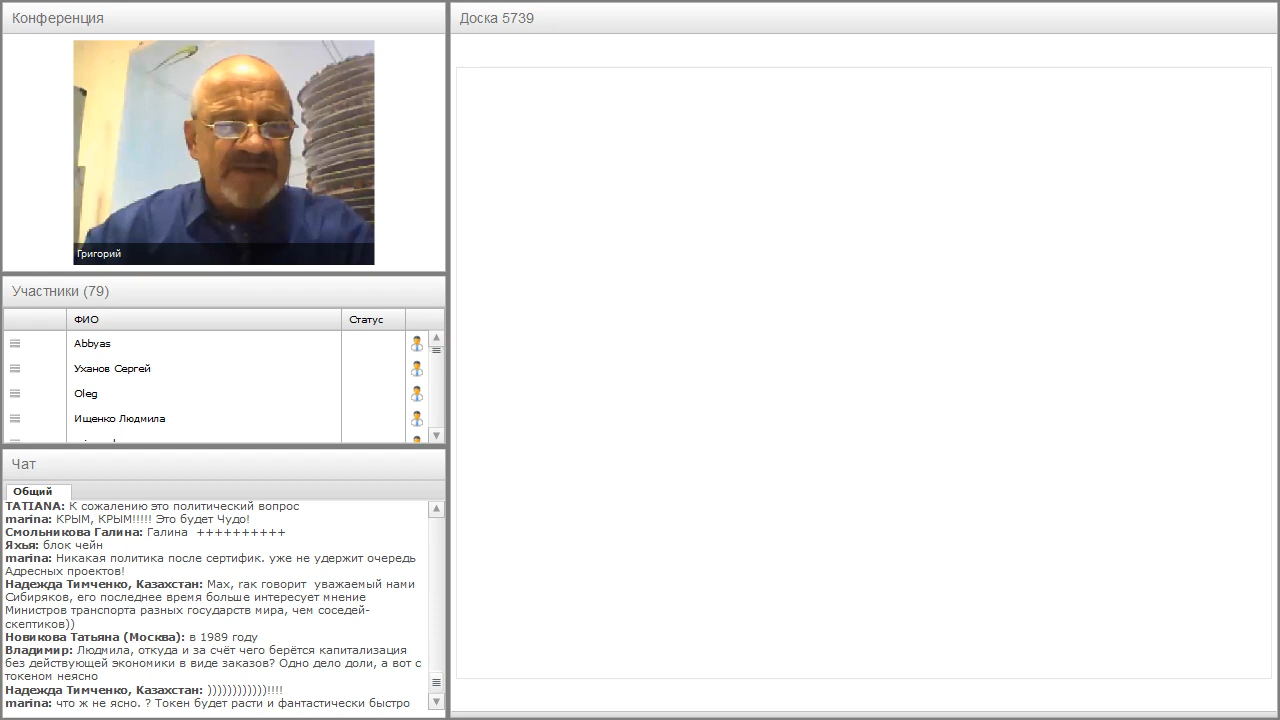 Конференция
Григорий
Участники (79)
ФИО
Статус
Abbyas
Уханов Сергей
Oleg
Ищенко Людмила
Чат
Общий
TATIANA: К сожалению это политический вопрос
marina: КРЫМ, КРЫМ!!!!! Это будет Чудо!
Смольникова Галина: Галина ++++++++++
Яхья: блок чейн
marina: Никакая политика после сертифик. уже не удержит очередь
Адресных проектов!
Надежда Тимченко, Казахстан: Мах, гак говорит уважаемый нами
Сибиряков, его последнее время больше интересует мнение
Министров транспорта разных государств мира, чем соседей-
скептиков))
Новикова Татьяна (Москва): в 1989 году
Владимир: Людмила, откуда и за счёт чего берётся капитализация
без действующей экономики в виде заказов? Одно дело доли, а вот с
токеном неясно
Надежда Тимченко, Казахстан: ))))))))))))!!!!
marina: что ж не ясно. ? Токен будет расти и фантастически быстро
Доска 5739